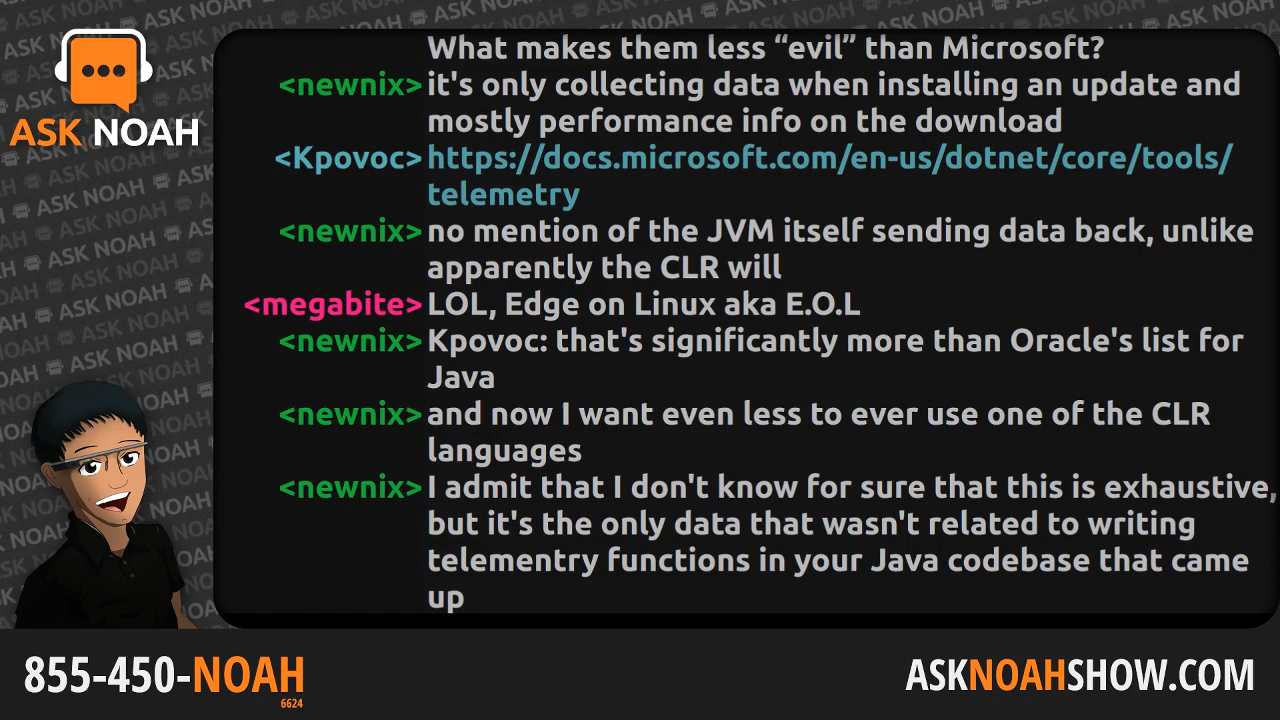 ASK NOAH
What makes them less “evil” than Microsoft?
<newnix> it's only collecting data when installing an update and
mostly performance info on the download
<Kpovoc> https://docs.microsoft.com/en-us/dotnet/core/tools/
telemetry
<newnix> no mention of the JVM itself sending data back, unlike
apparently the CLR will
<megabite> LOL, Edge on Linux aka E.O.L
<newnix> Kpovoc: that's significantly more than Oracle's list for
Java
<newnix> and now I want even less to ever use one of the CLR
languages
<newnix> I admit that I don't know for sure that this is exhaustive,
but it's the only data that wasn't related to writing
telementry functions in your Java codebase that came
up
855-450-NOAH
6624
ASKNOAHSHOW.COM